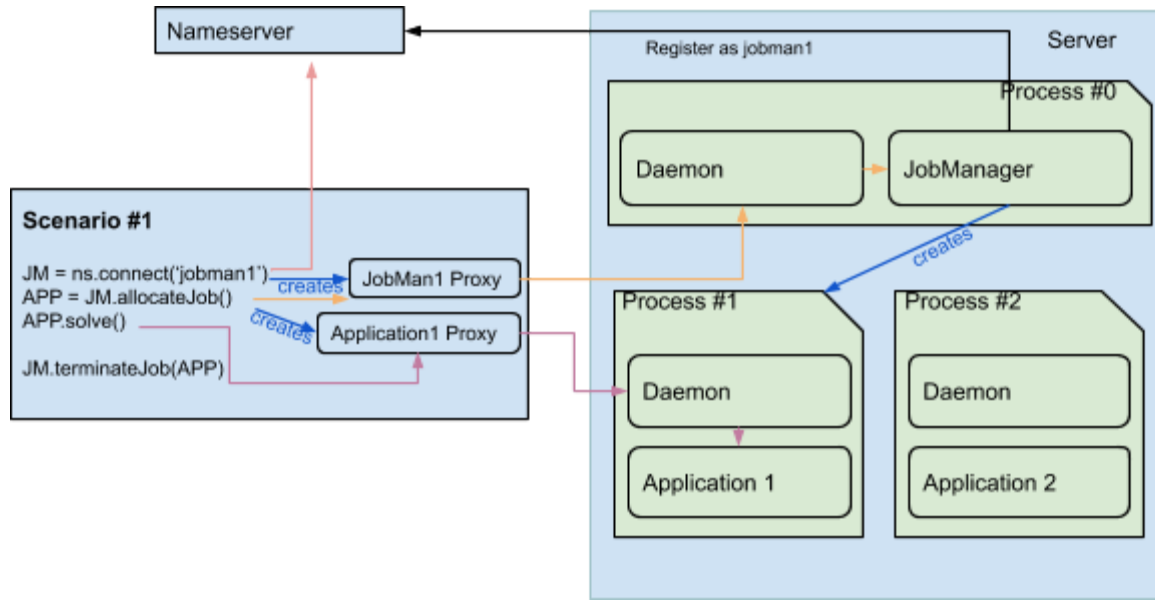 Nameserver
Register as jobman1
Server
Process #0
Daemon
JobManager
Scenario #1
JM = ns.connect(‘jobman1’)
APP = JM.allocateJob()
APP.solve()
JM.terminateJob(APP)
creates
JobMan1 Proxy
creates
Application1 Proxy
creates
Process #1
Daemon
Application 1
Process #2
Daemon
Application 2